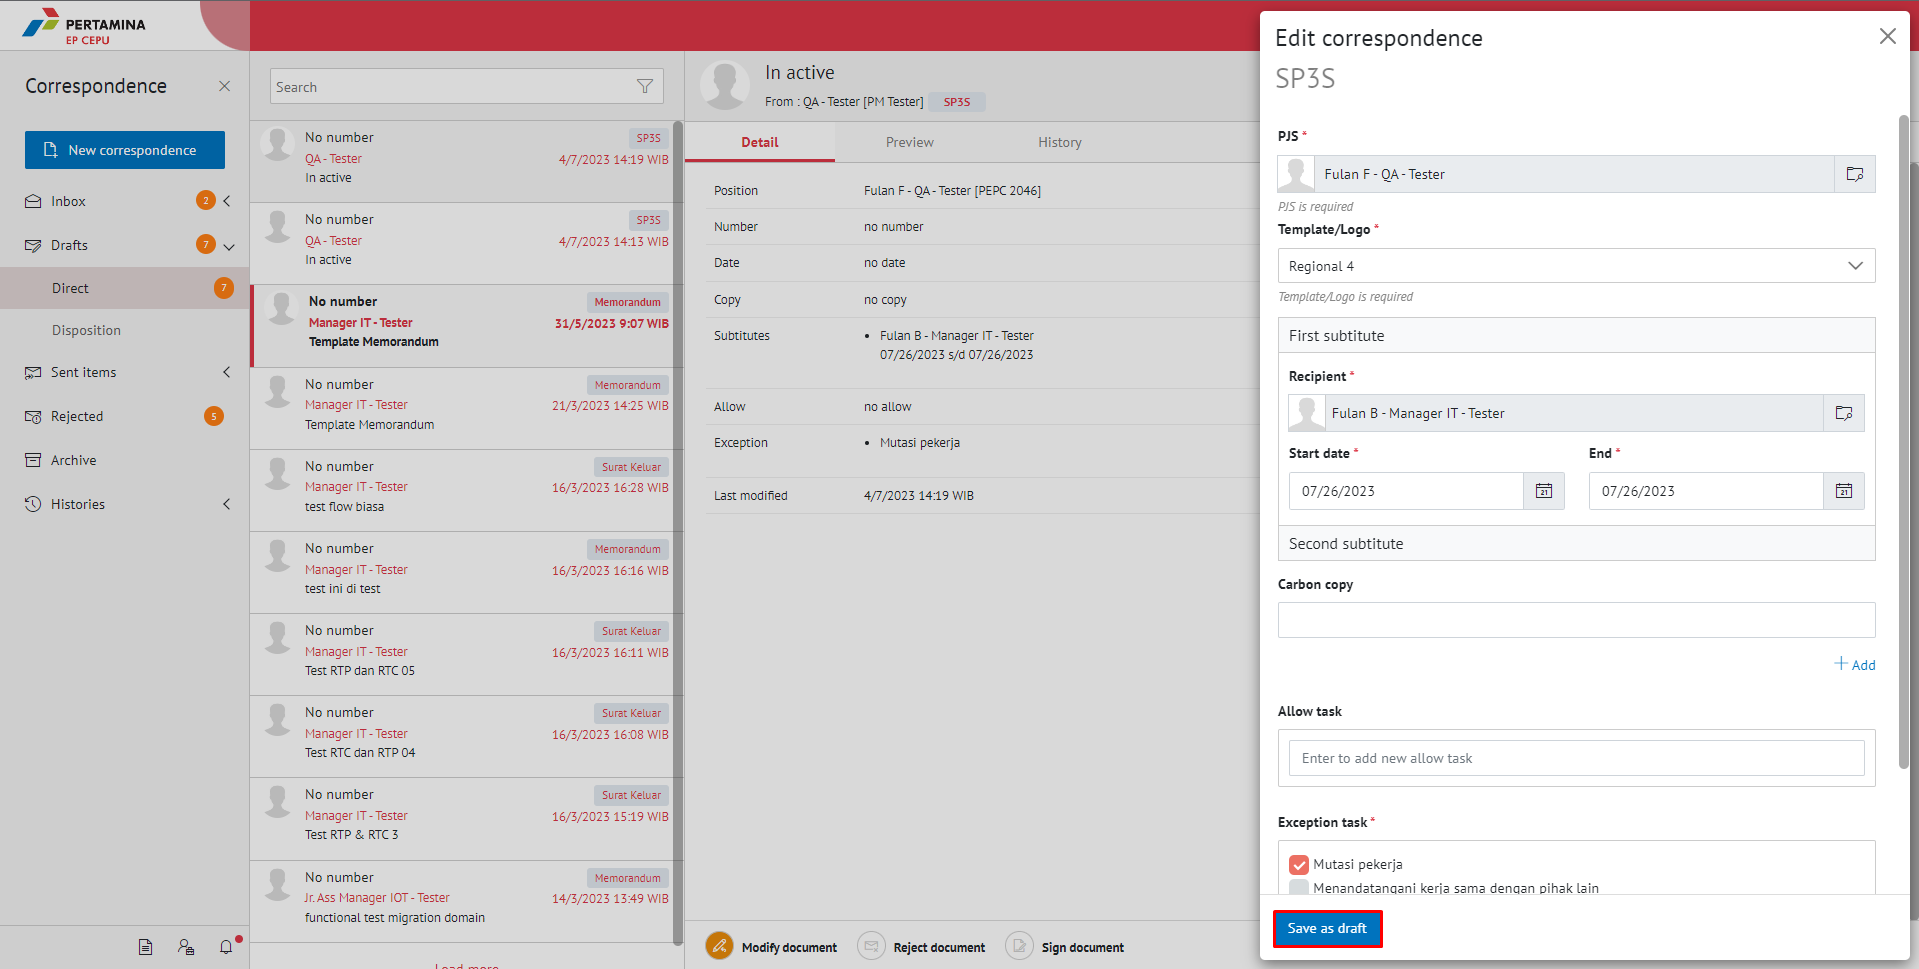 PERTAMINA
EP CEPU
Correspondence
New correspondence
Inbox
2
Drafts
7
Direct
7
Disposition
Sent items
Rejected
5
Archive
Histories
Search
No number
SP3S
QA - Tester
4/7/2023 14:19 WIB
In active
No number
SP3S
QA - Tester
4/7/2023 14:13 WIB
In active
No number
Memorandum
Manager IT - Tester
31/5/2023 9:07 WIB
Template Memorandum
No number
Memorandum
Manager IT - Tester
21/3/2023 14:25 WIB
Template Memorandum
No number
Surat Keluar
Manager IT - Tester
16/3/2023 16:28 WIB
test flow biasa
No number
Memorandum
Manager IT - Tester
16/3/2023 16:16 WIB
test ini di test
No number
Surat Keluar
Manager IT - Tester
16/3/2023 16:11 WIB
Test RTP dan RTC 05
No number
Surat Keluar
Manager IT - Tester
16/3/2023 16:08 WIB
Test RTC dan RTP 04
No number
Surat Keluar
Manager IT - Tester
16/3/2023 15:19 WIB
Test RTP & RTC 3
No number
Memorandum
Jr. Ass Manager IOT - Tester
14/3/2023 13:49 WIB
functional test migration domain
Load more
In active
From : QA - Tester [PM Tester]
SP3S
Detail
Preview
History
Position
Fulan F - QA - Tester [PEPC 2046]
Number
no number
Date
no date
Copy
no copy
Subtitutes
• Fulan B - Manager IT - Tester
07/26/2023 s/d 07/26/2023
Allow
no allow
Exception
• Mutasi pekerja
Last modified
4/7/2023 14:19 WIB
Modify document
Reject document
Sign document
Edit correspondence
SP3S
PJS *
Fulan F - QA - Tester
PJS is required
Template/Logo *
Regional 4
Template/Logo is required
First subtitute
Recipient *
Fulan B - Manager IT - Tester
Start date *
End *
07/26/2023
21
07/26/2023
21
Second subtitute
Carbon copy
+ Add
Allow task
Enter to add new allow task
Exception task *
Mutasi pekerja
Menandatangani kerja sama dengan pihak lain
Save as draft